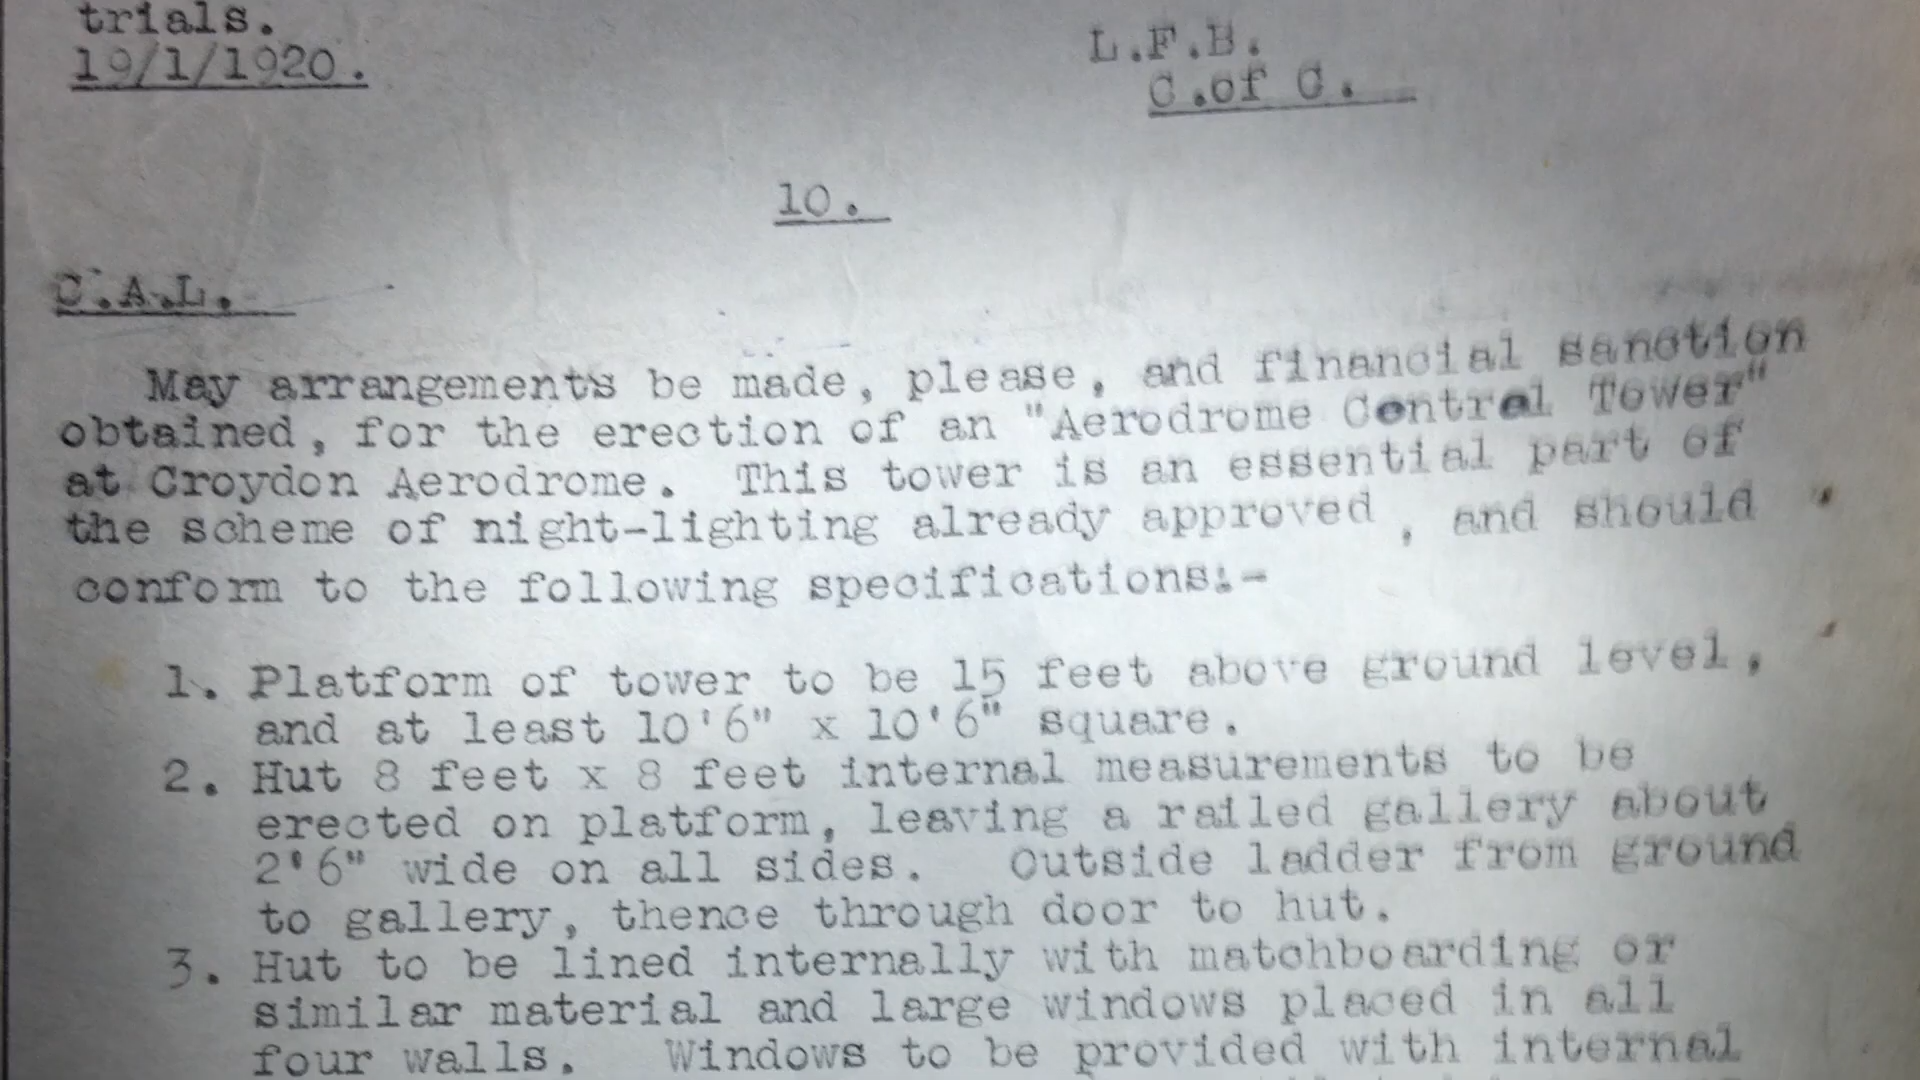 trials.
19/1/1920.
L.F.B.
C.of C.
10.
C.A.L.
May arrangements be made, please, and financial sanction
obtained, for the erection of an "Aerodrome Control Tower"
at Croydon Aerodrome. This tower is an essential part of
the scheme of night-lighting already approved, and should
conform to the following specifications:-
1. Platform of tower to be 15 feet above ground level,
and at least 10'6" x 10'6" square.
2. Hut 8 feet x 8 feet internal measurements to be
erected on platform, leaving a railed gallery about
2'6" wide on all sides. Outside ladder from ground
to gallery, thence through door to hut.
3. Hut to be lined internally with matchboarding or
similar material and large windows placed in all
four walls. Windows to be provided with internal